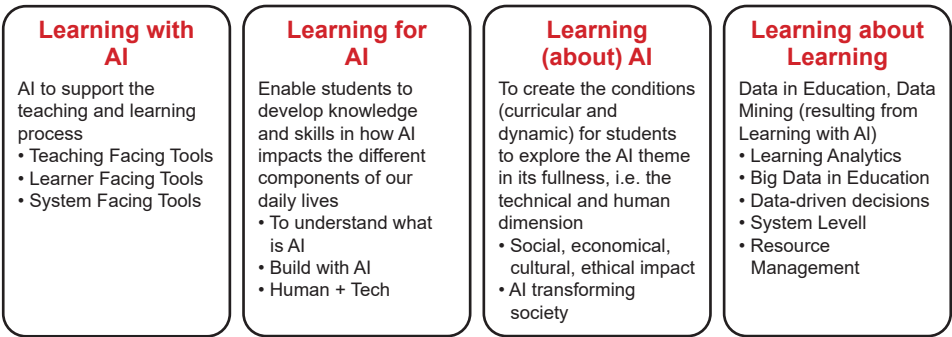 Learning with
AI
AI to support the
teaching and learning
process
• Teaching Facing Tools
• Learner Facing Tools
• System Facing Tools
Learning for
AI
Enable students to
develop knowledge
and skills in how AI
impacts the different
components of our
daily lives
• To understand what
is AI
• Build with AI
• Human + Tech
Learning
(about) AI
To create the conditions
(curricular and
dynamic) for students
to explore the AI theme
in its fullness, i.e. the
technical and human
dimension
• Social, economical,
cultural, ethical impact
• AI transforming
society
Learning about
Learning
Data in Education, Data
Mining (resulting from
Learning with AI)
• Learning Analytics
• Big Data in Education
• Data-driven decisions
• System Levell
• Resource
Management